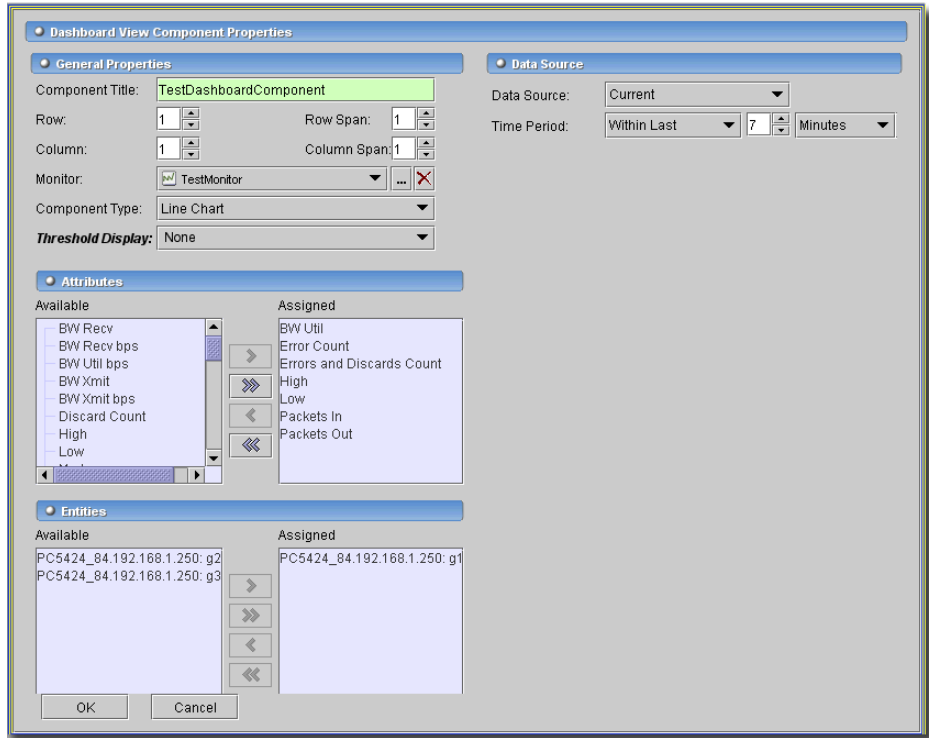 Dashboard View Component Properties
General Properties
Component Title: TestDashboardComponent
Row: 1 Row Span: 1
Column: 1 Column Span: 1
Monitor: TestMonitor ...
Component Type: Line Chart
Threshold Display: None
Data Source
Data Source: Current
Time Period: Within Last 7 Minutes
Attributes
Available
BW Recv
BW Recv bps
BW Util bps
BW Xmit
BW Xmit bps
Discard Count
High
Low
Assigned
BW Util
Error Count
Errors and Discards Count
High
Low
Packets In
Packets Out
Entities
Available
PC5424_84.192.168.1.250: g2
PC5424_84.192.168.1.250: g3
Assigned
PC5424_84.192.168.1.250: g1
OK Cancel